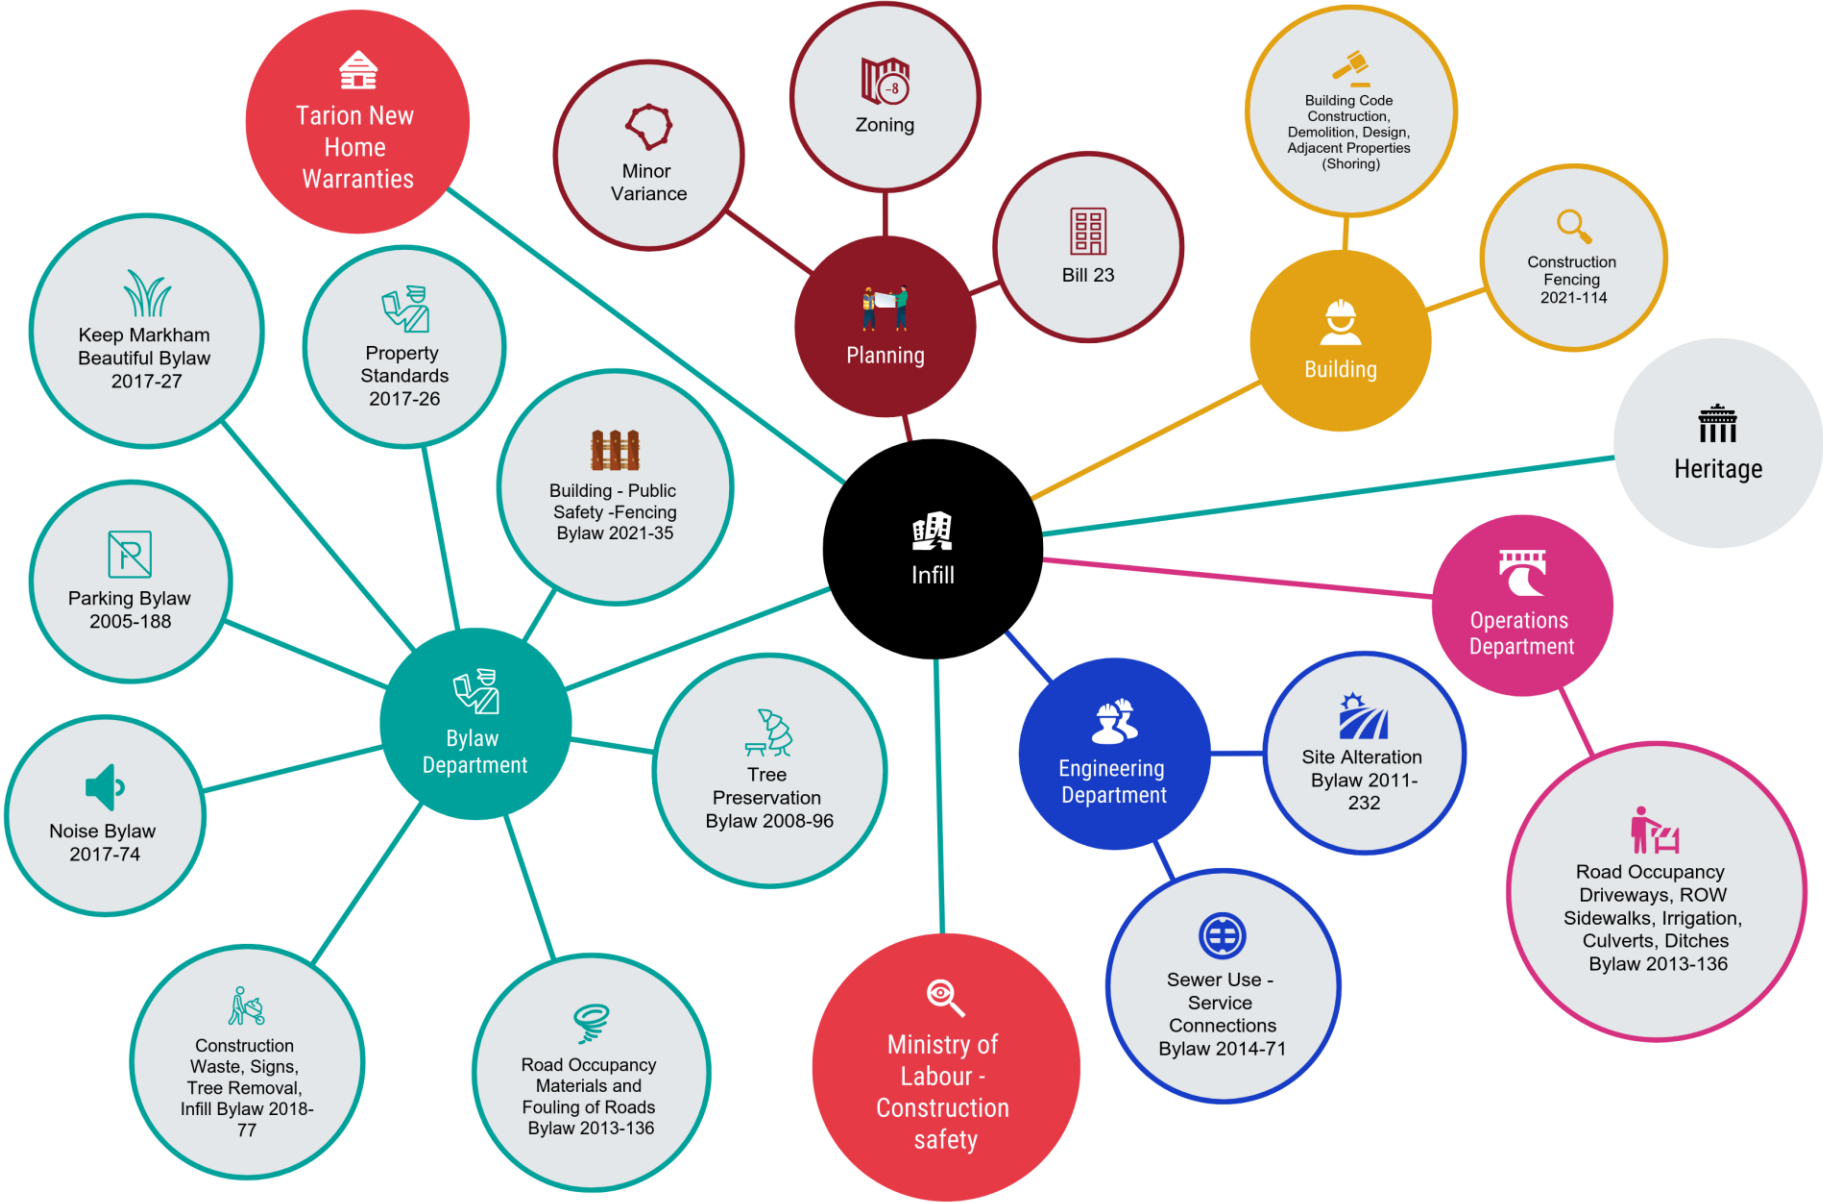 Tarion New
Home
Warranties
Minor
Variance
-8
Zoning
Bill 23
Planning
Building Code
Construction,
Demolition, Design,
Adjacent Properties
(Shoring)
Construction
Fencing
2021-114
Building
Heritage
Keep Markham
Beautiful Bylaw
2017-27
Property
Standards
2017-26
Building - Public
Safety -Fencing
Bylaw 2021-35
Infill
P
Parking Bylaw
2005-188
Operations
Department
Noise Bylaw
2017-74
Bylaw
Department
Tree
Preservation
Bylaw 2008-96
Engineering
Department
Site Alteration
Bylaw 2011-
232
Road Occupancy
Driveways, ROW
Sidewalks, Irrigation,
Culverts, Ditches
Bylaw 2013-136
Sewer Use -
Service
Connections
Bylaw 2014-71
Construction
Waste, Signs,
Tree Removal,
Infill Bylaw 2018-
77
Road Occupancy
Materials and
Fouling of Roads
Bylaw 2013-136
Ministry of
Labour -
Construction
safety